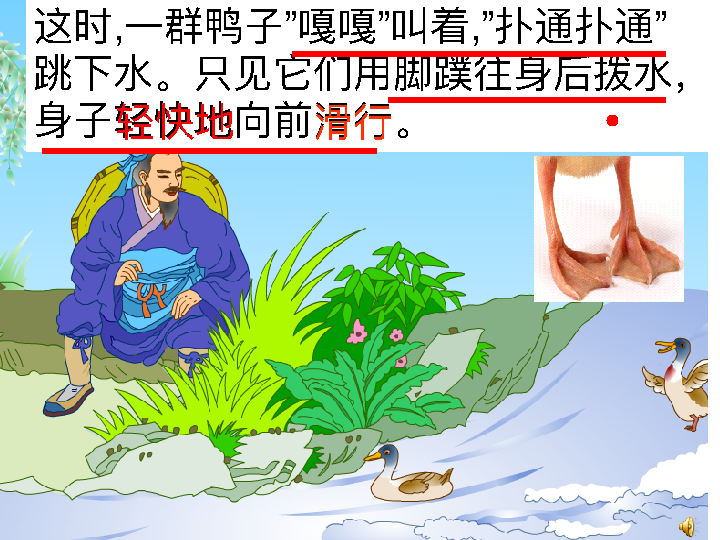 这时,一群鸭子”嘎嘎”叫着,”扑通扑通”
跳下水。只见它们用脚蹼往身后拨水,
身子轻快地向前滑行。